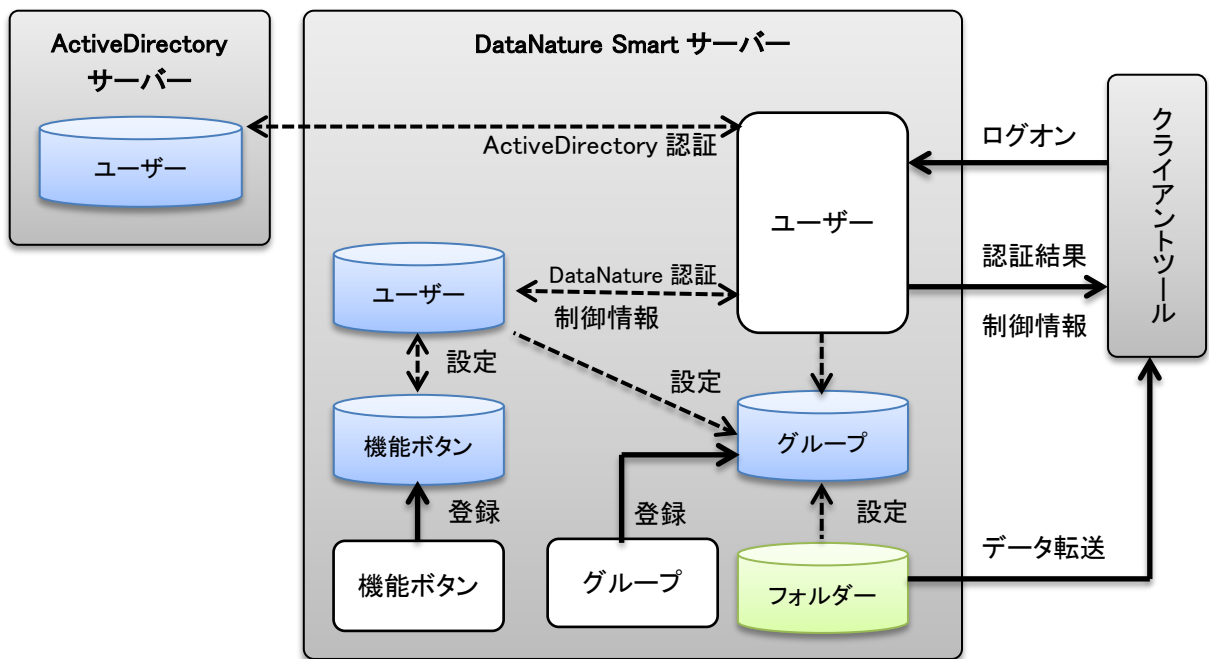 ActiveDirectory
サーバー
ユーザー
DataNature Smart サーバー
ActiveDirectory 認証
ユーザー
ログオン
認証結果
制御情報
クライアントツール
ユーザー
DataNature 認証
制御情報
設定
設定
機能ボタン
グループ
登録
登録
設定
機能ボタン
グループ
フォルダー
データ転送